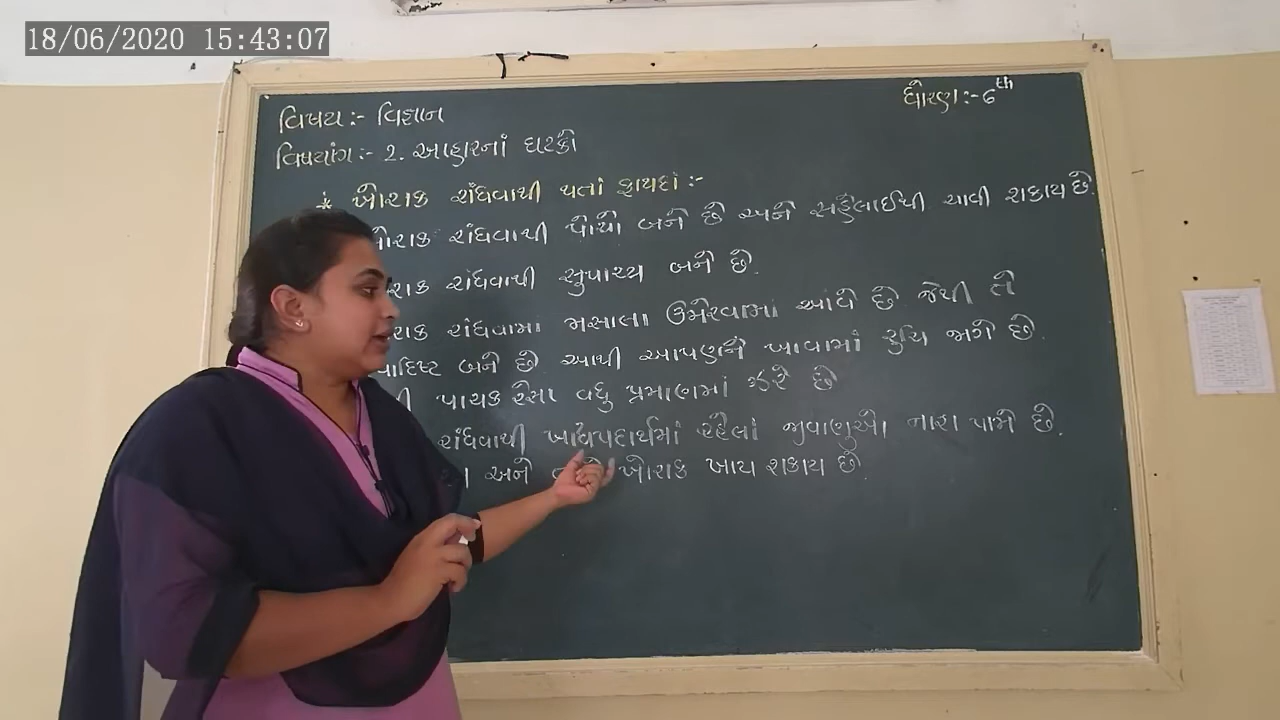 18/06/2020 15:43:07
ધોરણ:- ૬th
વિષય:- વિજ્ઞાન
વિષયાંગ:- 2. આહારનાં ઘટકો
* ખોરાક રાંધવાથી થતાં ફાયદા:-
રાંધવાથી પોચો બને છે અને સહેલાઈથી ચાવી શકાય છે.
રાંધવાથી સુપાચ્ય બને છે.
રાંધવામાં મસાલા ઉમેરવામાં આવે છે જેથી તે
બને છે આથી આપણને ખાવામાં રુચિ જાગે છે.
પાચક રસો વધુ પ્રમાણમાં ઝરે છે
રાંધવાથી ખાદ્યપદાર્થમાં રહેલાં જીવાણુઓ નાશ પામે છે.
અને ખોરાક ખાય શકાય છે.